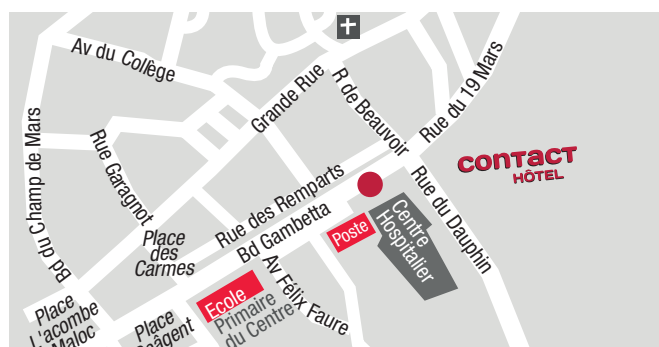 Av du Collège
Grande Rue
R de Beauvoir
Rue du 19 Mars
Bd du Champ de Mars
Rue Garagnot
Rue des Remparts
Bd Gambetta
Rue du Dauphin
CONTACT
HÔTEL
Place
des
Carmes
Poste
Centre
Hospitalier
Av Félix Faure
Ecole
Primaire
du Centre
Place
L'acombe
Maloc
Place